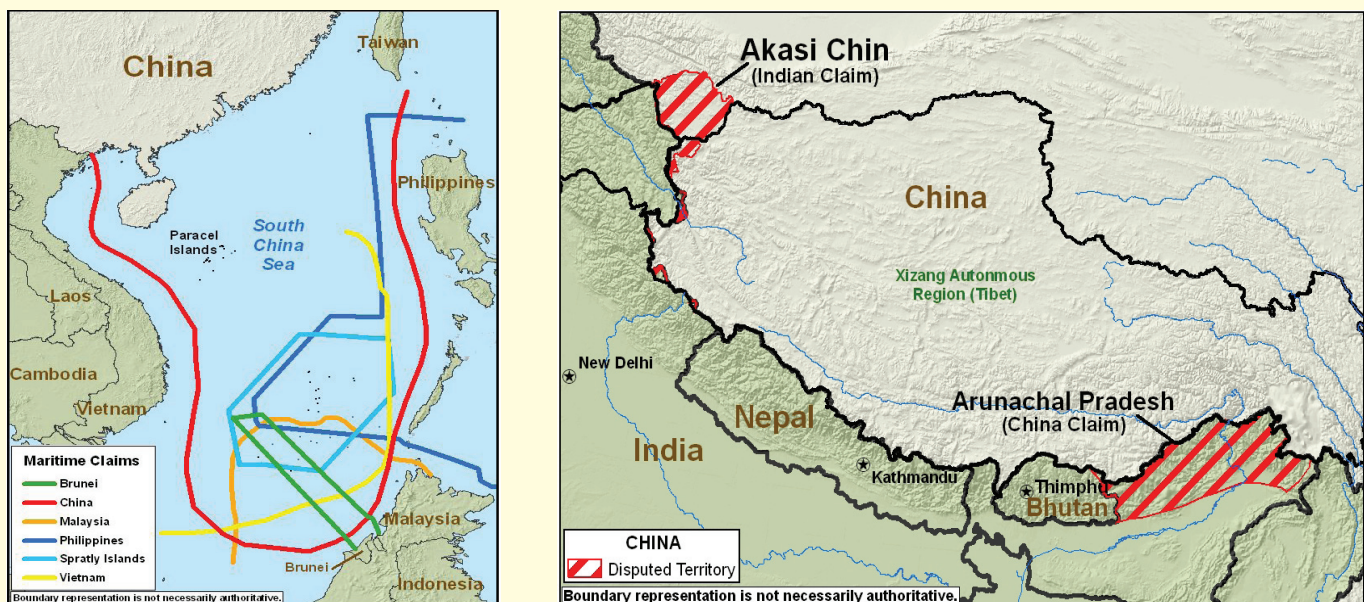 Taiwan
China
Philippines
South
China
Sea
Paracel
Islands
Laos
Cambodia
Vietnam
Malaysia
Brunei
Indonesia
Maritime Claims
Brunei
China
Malaysia
Philippines
Spratly Islands
Vietnam
Boundary representation is not necessarily authoritative.
Akasi Chin
(Indian Claim)
China
Xizang Autonmous
Region (Tibet)
New Delhi
Arunachal Pradesh
(China Claim)
Nepal
India
Kathmandu
Thimphu
Bhutan
CHINA
Disputed Territory
Boundary representation is not necessarily authoritative.